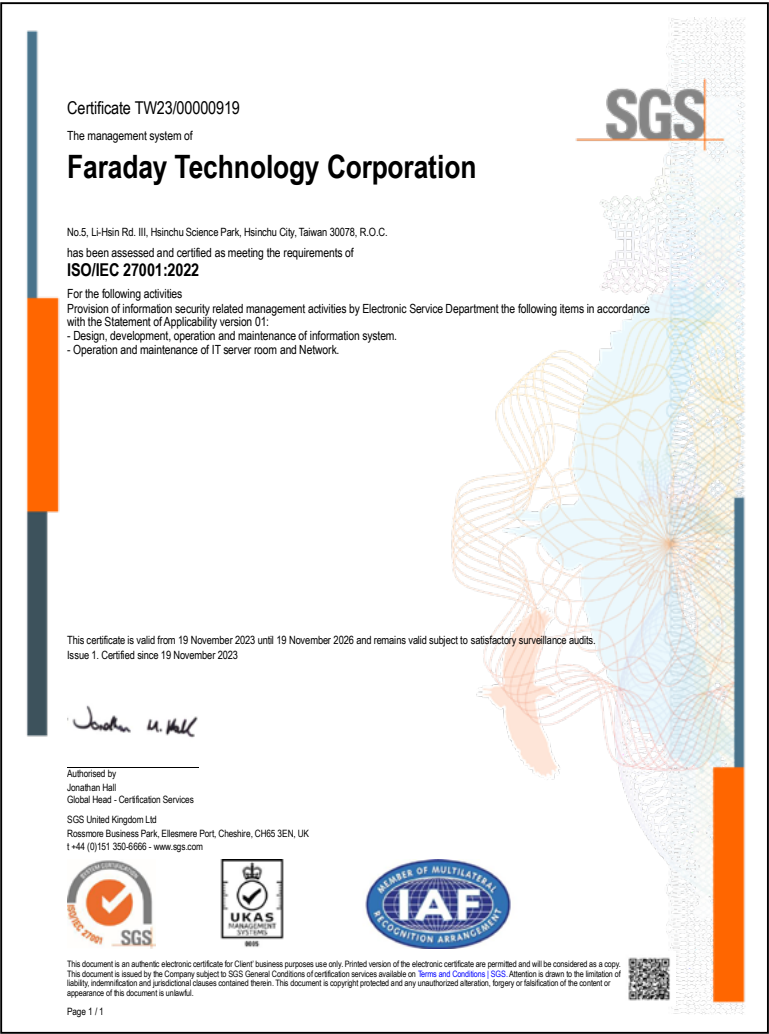 SGS
Certificate TW23/00000919
The management system of
Faraday Technology Corporation
No.5, Li-Hsin Rd. III, Hsinchu Science Park, Hsinchu City, Taiwan 30078, R.O.C.
has been assessed and certified as meeting the requirements of
ISO/IEC 27001:2022
For the following activities
Provision of information security related management activities by Electronic Service Department the following items in accordance
with the Statement of Applicability version 01:
- Design, development, operation and maintenance of information system.
- Operation and maintenance of IT server room and Network.
This certificate is valid from 19 November 2023 until 19 November 2026 and remains valid subject to satisfactory surveillance audits.
Issue 1. Certified since 19 November 2023
Jonathan M. Hall
Authorised by
Jonathan Hall
Global Head - Certification Services
SGS United Kingdom Ltd
Rossmore Business Park, Ellesmere Port, Cheshire, CH65 3EN, UK
t +44 (0)151 350-6666 - www.sgs.com
SYSTEM CERTIFICATION
ISO/IEC 27001
SGS
UKAS
MANAGEMENT
SYSTEMS
0005
MEMBER OF MULTILATERAL
IAF
RECOGNITION ARRANGEMENT
This document is an authentic electronic certificate for Client' business purposes use only. Printed version of the electronic certificate are permitted and will be considered as a copy.
This document is issued by the Company subject to SGS General Conditions of certification services available on Terms and Conditions | SGS. Attention is drawn to the limitation of
liability, indemnification and jurisdictional clauses contained therein. This document is copyright protected and any unauthorized alteration, forgery or falsification of the content or
appearance of this document is unlawful.
Page 1 / 1